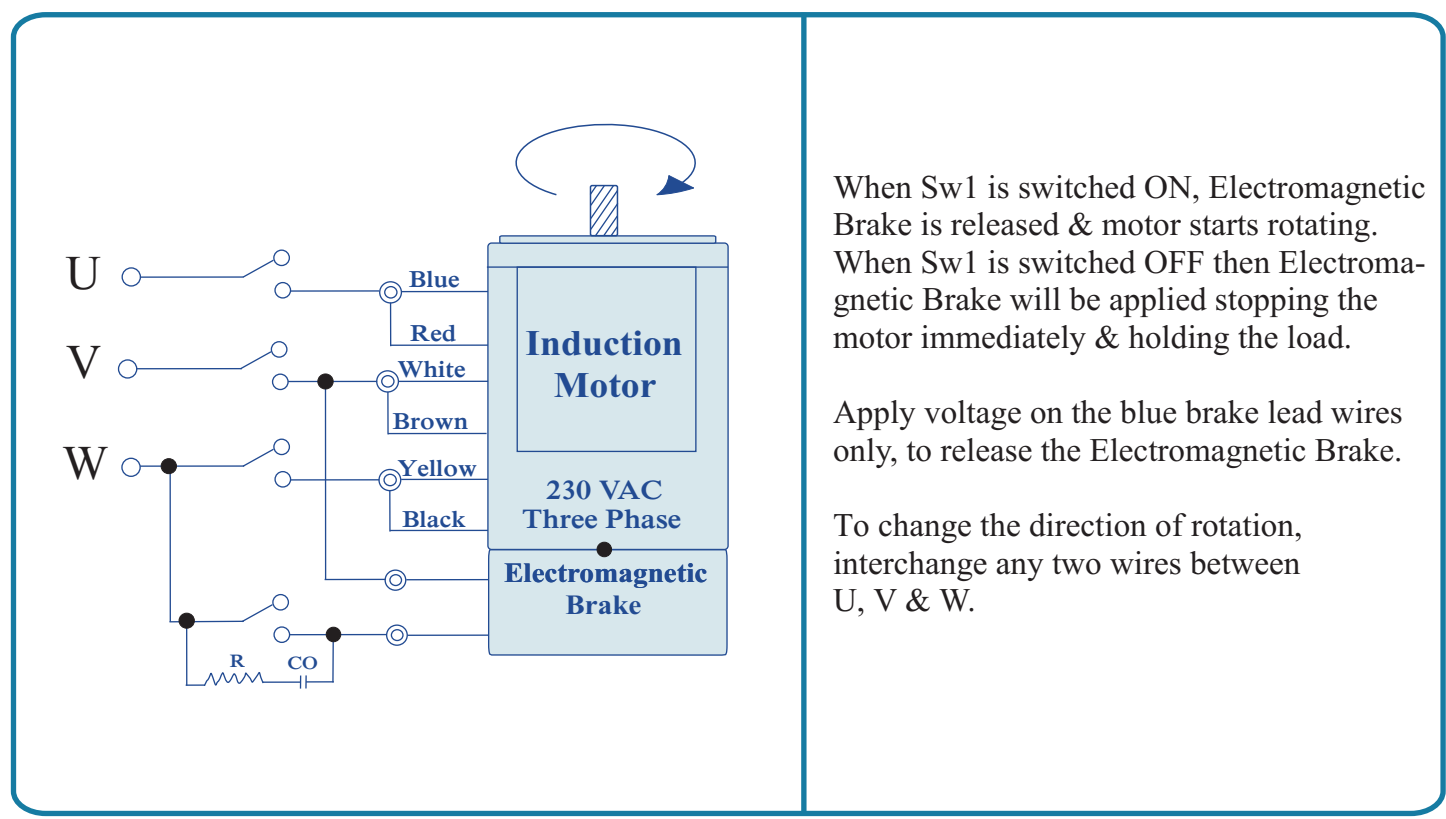 U
V
W
Blue
Red
White
Brown
Yellow
Black
R
CO
Induction
Motor
230 VAC
Three Phase
Electromagnetic
Brake
When Sw1 is switched ON, Electromagnetic
Brake is released & motor starts rotating.
When Sw1 is switched OFF then Electroma-
gnetic Brake will be applied stopping the
motor immediately & holding the load.
Apply voltage on the blue brake lead wires
only, to release the Electromagnetic Brake.
To change the direction of rotation,
interchange any two wires between
U, V & W.